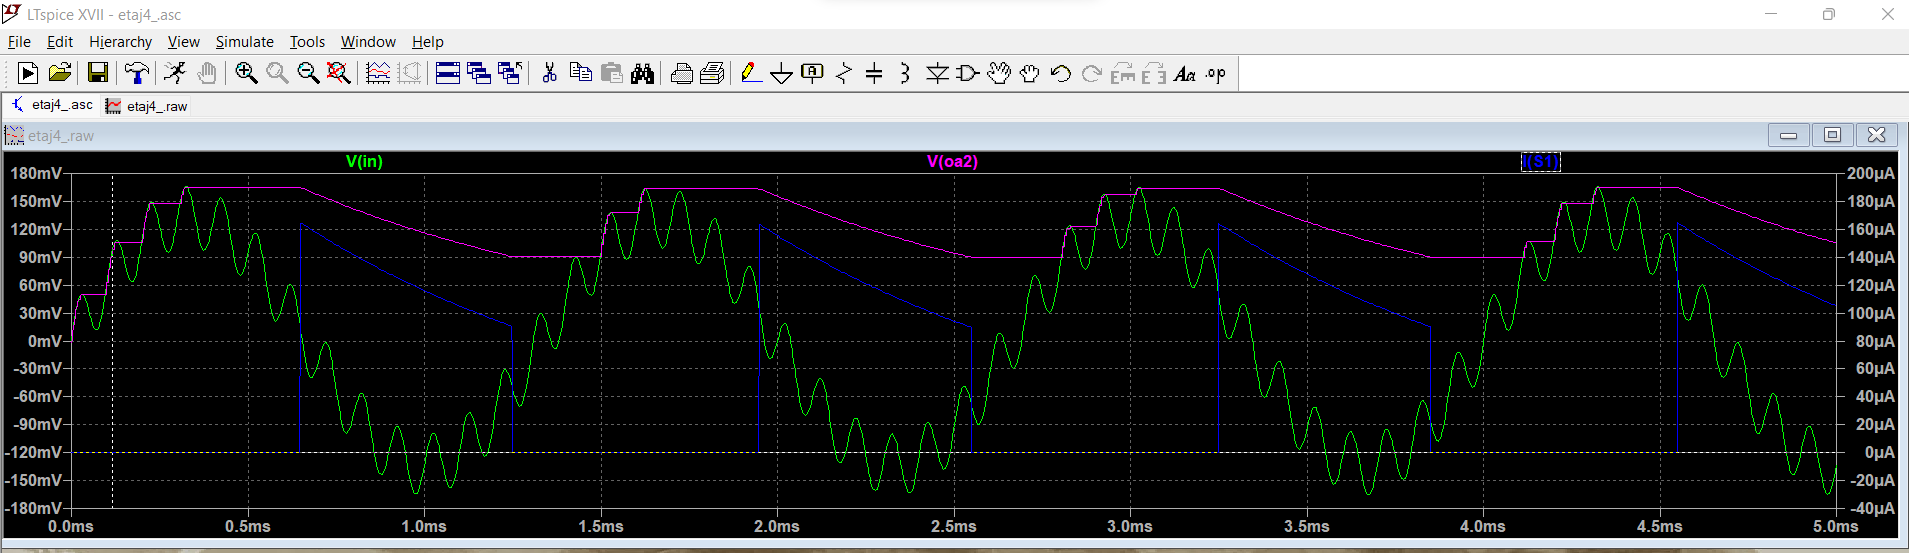 LTspice XVII - etaj4_.asc
File Edit Hierarchy View Simulate Tools Window Help
etaj4_.asc etaj4_.raw
etaj4_.raw
V(in) V(oa2) I(S1)
180mV 200µA
150mV 180µA
120mV 160µA
90mV 140µA
60mV 120µA
30mV 100µA
0mV 80µA
-30mV 60µA
-60mV 40µA
-90mV 20µA
-120mV 0µA
-150mV -20µA
-180mV -40µA
0.0ms 0.5ms 1.0ms 1.5ms 2.0ms 2.5ms 3.0ms 3.5ms 4.0ms 4.5ms 5.0ms